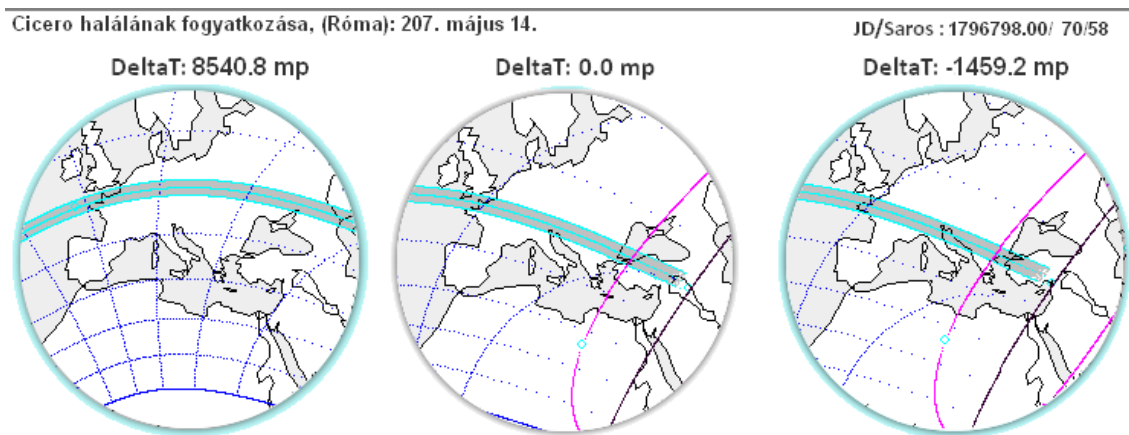 Cicero halálának fogyatkozása, (Róma): 207. május 14.
JD/Saros : 1796798.00/ 70/58
DeltaT: 8540.8 mp
DeltaT: 0.0 mp
DeltaT: -1459.2 mp